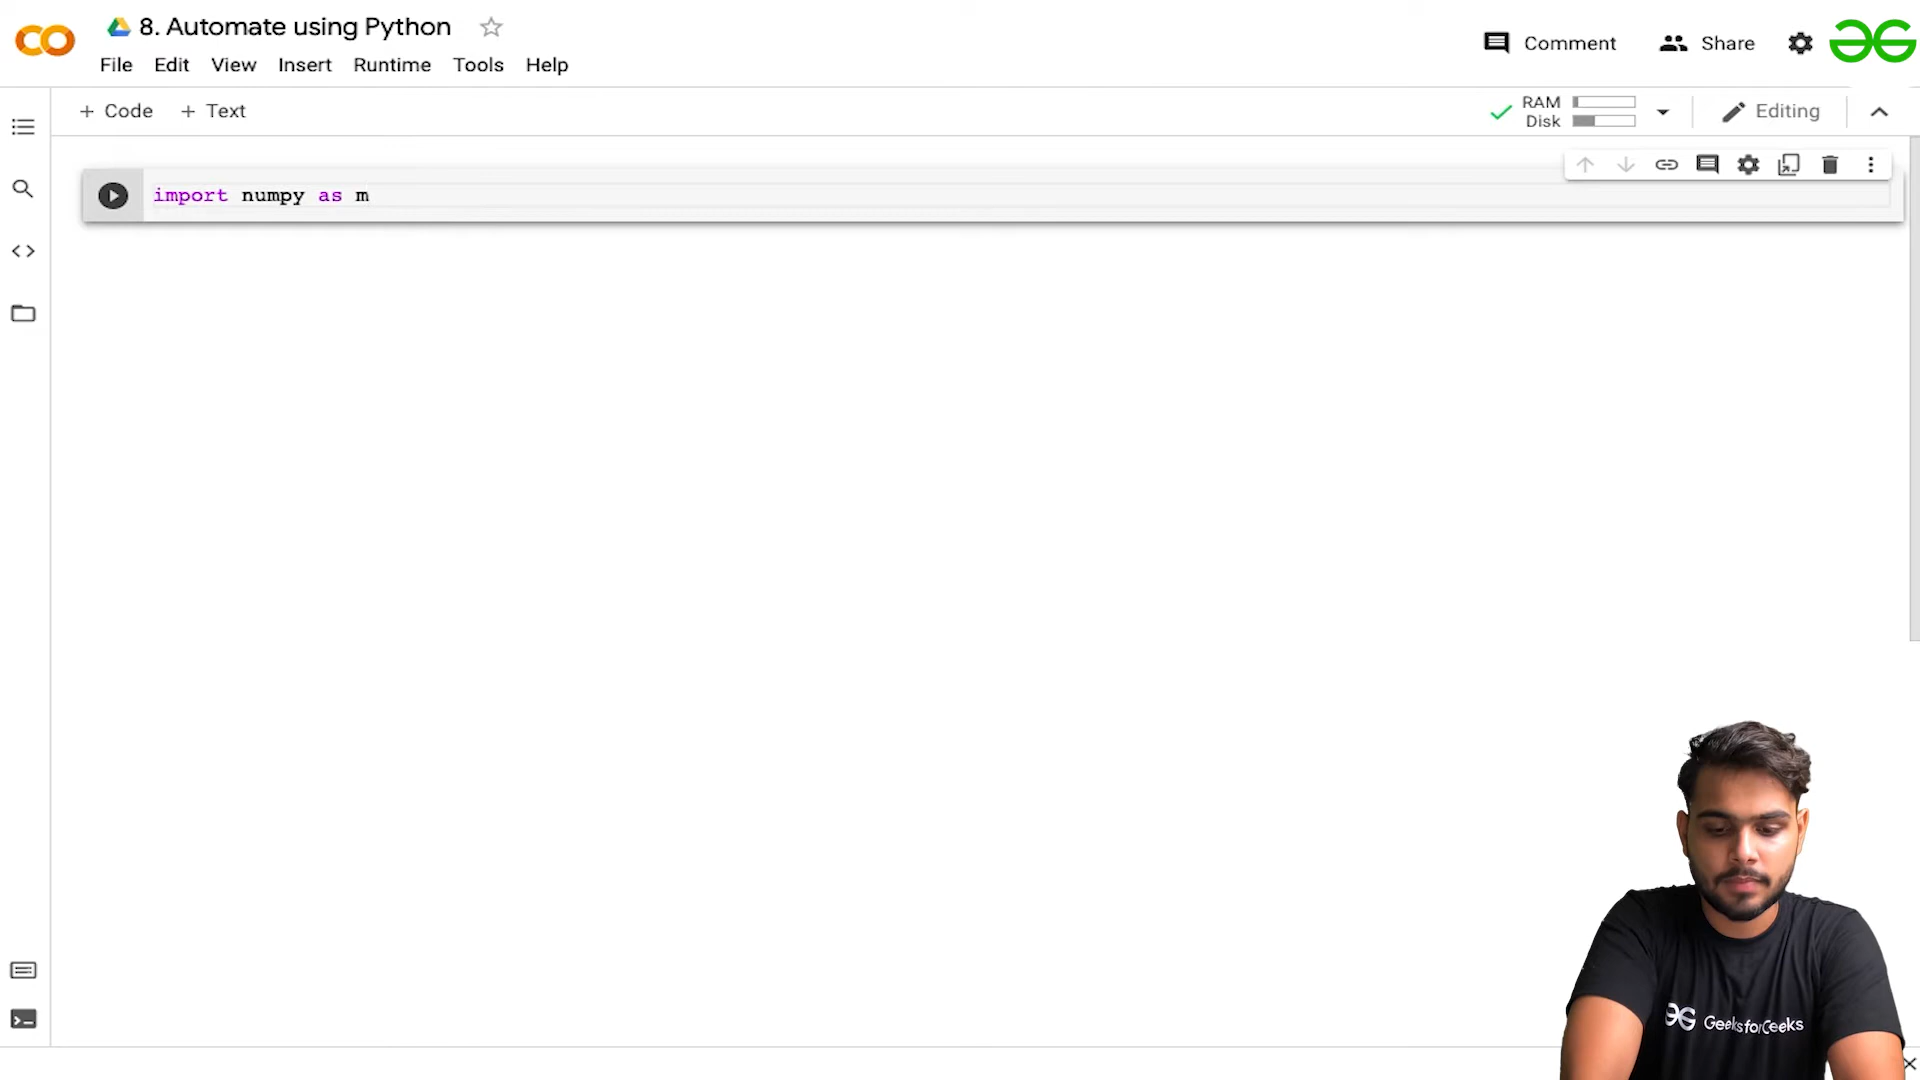 8. Automate using Python
File Edit View Insert Runtime Tools Help
Comment
Share
+ Code + Text
RAM
Disk
Editing
import numpy as m
GeeksforGeeks